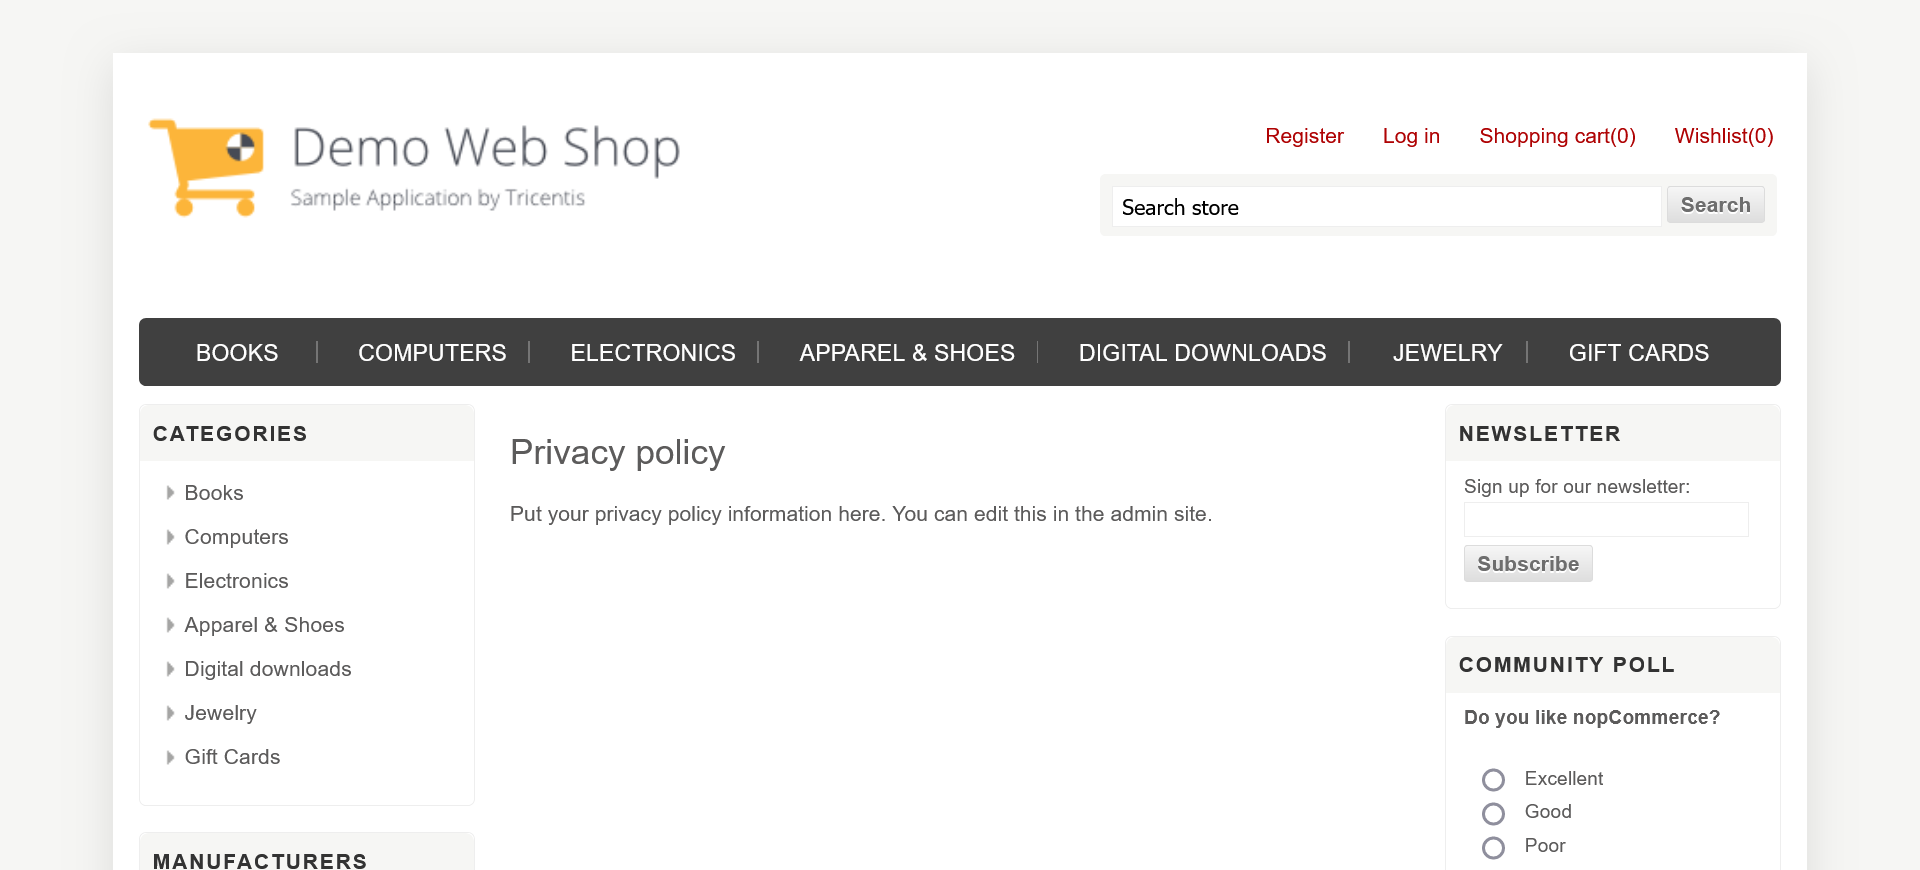 Demo Web Shop
Sample Application by Tricentis
Register Log in Shopping cart(0) Wishlist(0)
Search store Search
BOOKS COMPUTERS ELECTRONICS APPAREL & SHOES DIGITAL DOWNLOADS JEWELRY GIFT CARDS
CATEGORIES
Books
Computers
Electronics
Apparel & Shoes
Digital downloads
Jewelry
Gift Cards
MANUFACTURERS
Privacy policy
Put your privacy policy information here. You can edit this in the admin site.
NEWSLETTER
Sign up for our newsletter:
Subscribe
COMMUNITY POLL
Do you like nopCommerce?
Excellent
Good
Poor